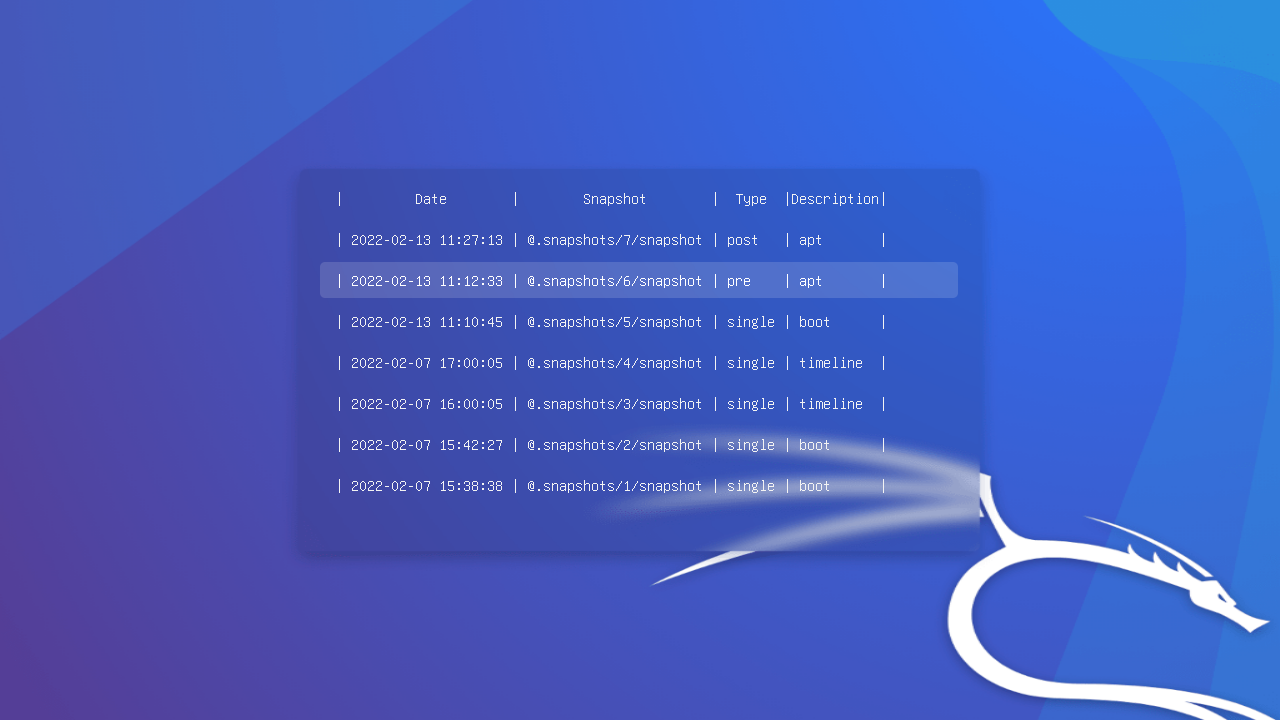 |         Date        |        Snapshot        |  Type  |Description|
| 2022-02-13 11:27:13 | @.snapshots/7/snapshot | post   | apt       |
| 2022-02-13 11:12:33 | @.snapshots/6/snapshot | pre    | apt       |
| 2022-02-13 11:10:45 | @.snapshots/5/snapshot | single | boot      |
| 2022-02-07 17:00:05 | @.snapshots/4/snapshot | single | timeline  |
| 2022-02-07 16:00:05 | @.snapshots/3/snapshot | single | timeline  |
| 2022-02-07 15:42:27 | @.snapshots/2/snapshot | single | boot      |
| 2022-02-07 15:38:38 | @.snapshots/1/snapshot | single | boot      |